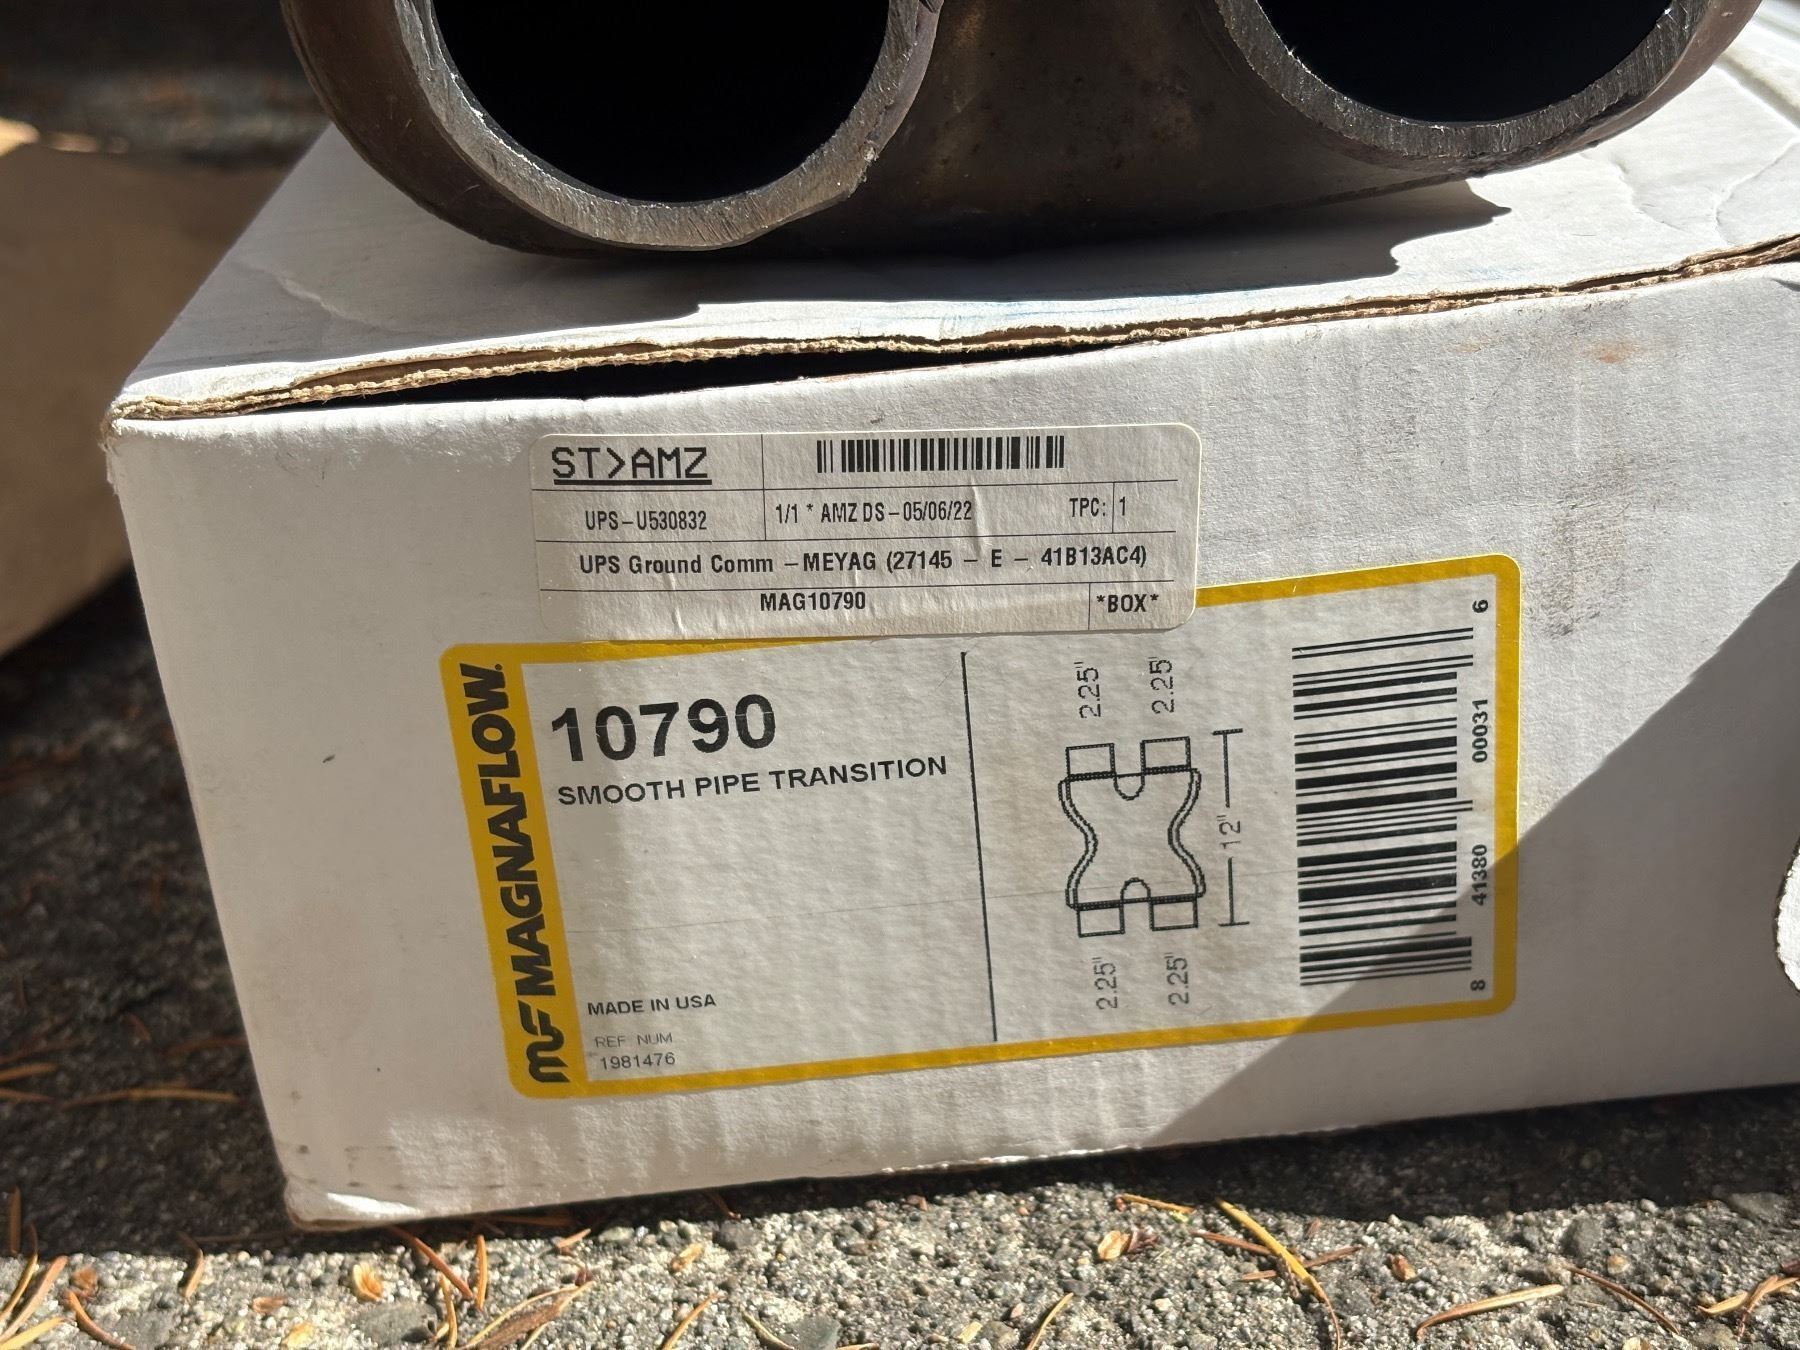 ST>AMZ
UPS-U530832
1/1 * AMZ DS-05/06/22
TPC: 1
UPS Ground Comm -MEYAG (27145 - E - 41B13AC4)
MAG10790
*BOX*
MF MAGNAFLOW.
10790
SMOOTH PIPE TRANSITION
MADE IN USA
REF NUM
1981476
2.25"
2.25"
12"
2.25"
2.25"
8 41380 00031 6